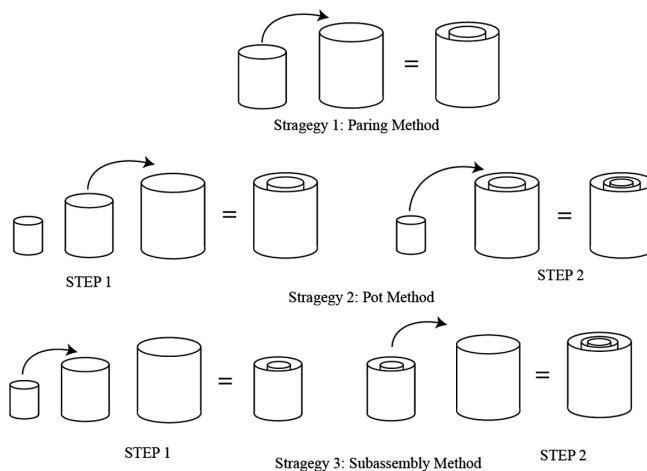 =
Stragegy 1: Paring Method
=
=
STEP 1
STEP 2
Stragegy 2: Pot Method
=
=
STEP 1
STEP 2
Stragegy 3: Subassembly Method